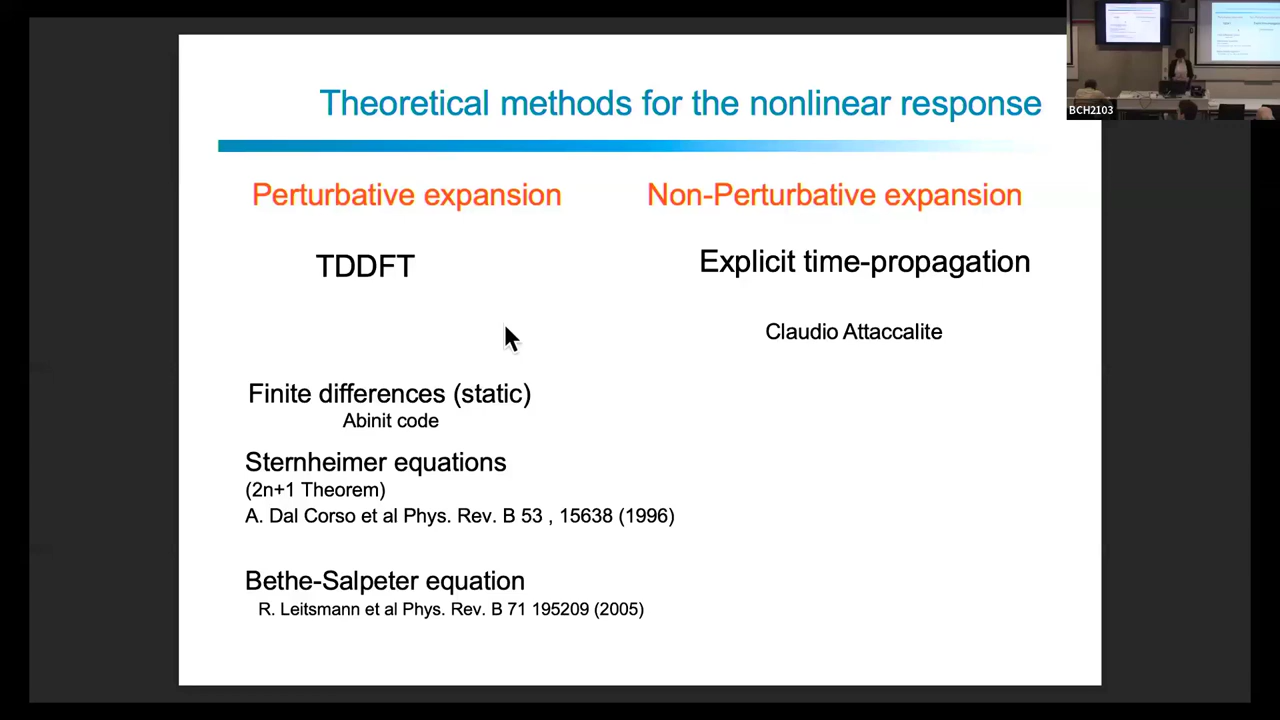 Theoretical methods for the nonlinear response
BCH2103
Perturbative expansion
Non-Perturbative expansion
TDDFT
Explicit time-propagation
Claudio Attaccalite
Finite differences (static)
Abinit code
Sternheimer equations
(2n+1 Theorem)
A. Dal Corso et al Phys. Rev. B 53 , 15638 (1996)
Bethe-Salpeter equation
R. Leitsmann et al Phys. Rev. B 71 195209 (2005)